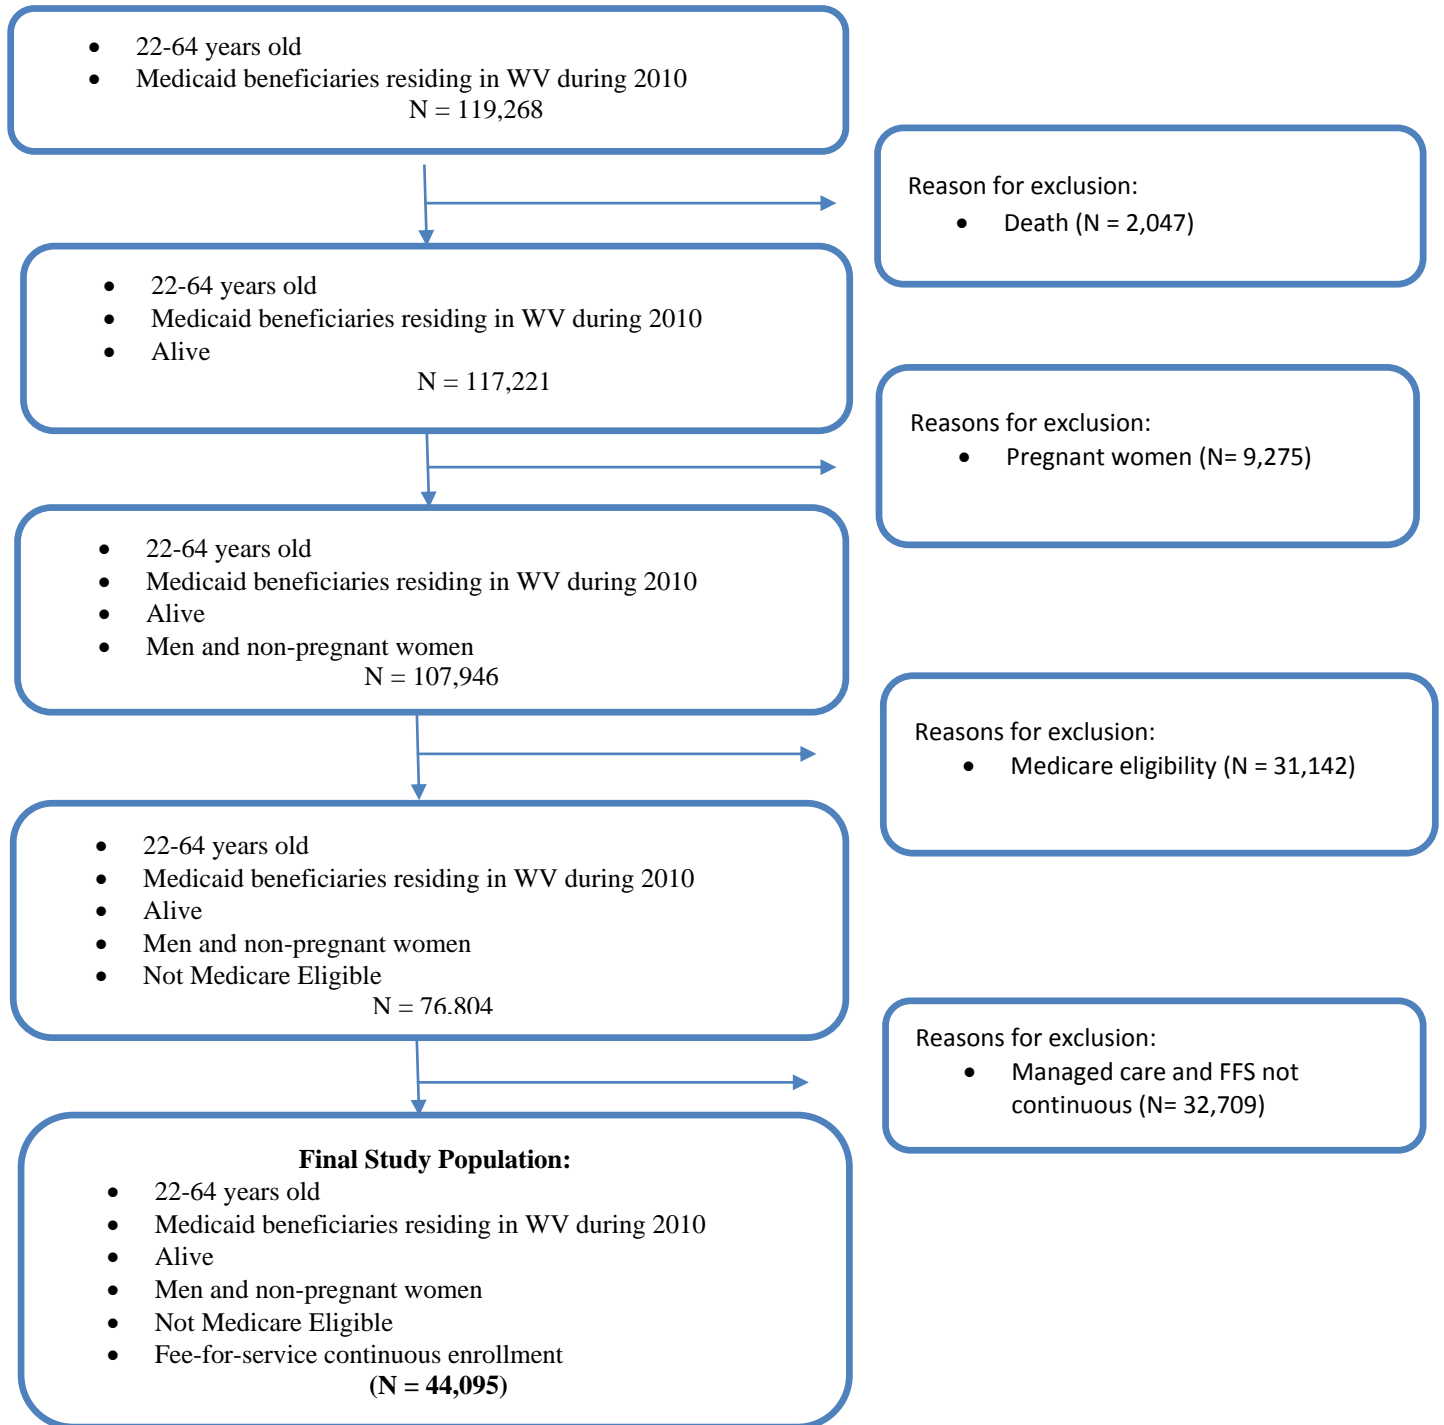 • 22-64 years old
• Medicaid beneficiaries residing in WV during 2010
N = 119,268
Reason for exclusion:
• Death (N = 2,047)
• 22-64 years old
• Medicaid beneficiaries residing in WV during 2010
• Alive
N = 117,221
Reasons for exclusion:
• Pregnant women (N= 9,275)
• 22-64 years old
• Medicaid beneficiaries residing in WV during 2010
• Alive
• Men and non-pregnant women
N = 107,946
Reasons for exclusion:
• Medicare eligibility (N = 31,142)
• 22-64 years old
• Medicaid beneficiaries residing in WV during 2010
• Alive
• Men and non-pregnant women
• Not Medicare Eligible
N = 76,804
Reasons for exclusion:
• Managed care and FFS not
continuous (N= 32,709)
Final Study Population:
• 22-64 years old
• Medicaid beneficiaries residing in WV during 2010
• Alive
• Men and non-pregnant women
• Not Medicare Eligible
• Fee-for-service continuous enrollment
(N = 44,095)